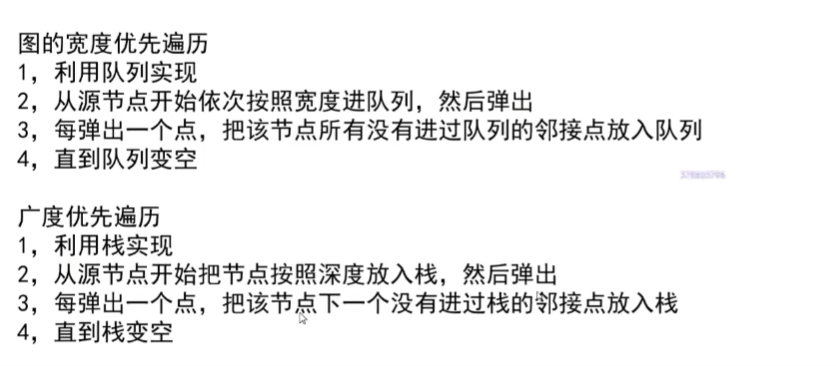 图的宽度优先遍历
1，利用队列实现
2，从源节点开始依次按照宽度进队列，然后弹出
3，每弹出一个点，把该节点所有没有进过队列的邻接点放入队列
4，直到队列变空
广度优先遍历
1，利用栈实现
2，从源节点开始把节点按照深度放入栈，然后弹出
3，每弹出一个点，把该节点下一个没有进过栈的邻接点放入栈
4，直到栈变空